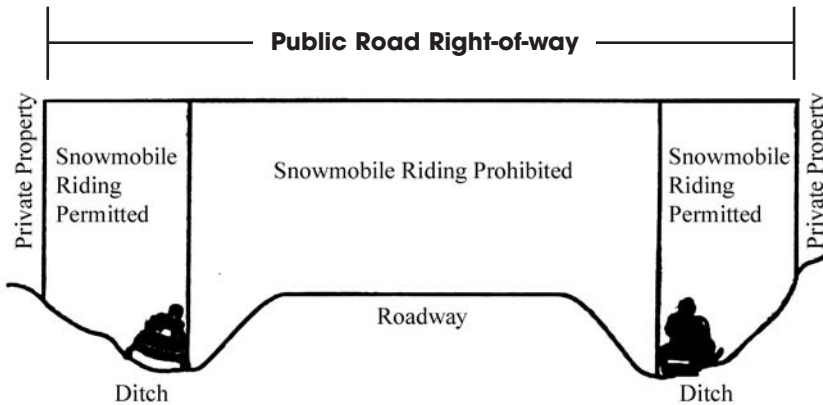 Public Road Right-of-way
Private Property
Snowmobile
Riding
Permitted
Snowmobile Riding Prohibited
Snowmobile
Riding
Permitted
Private Property
Roadway
Ditch
Ditch